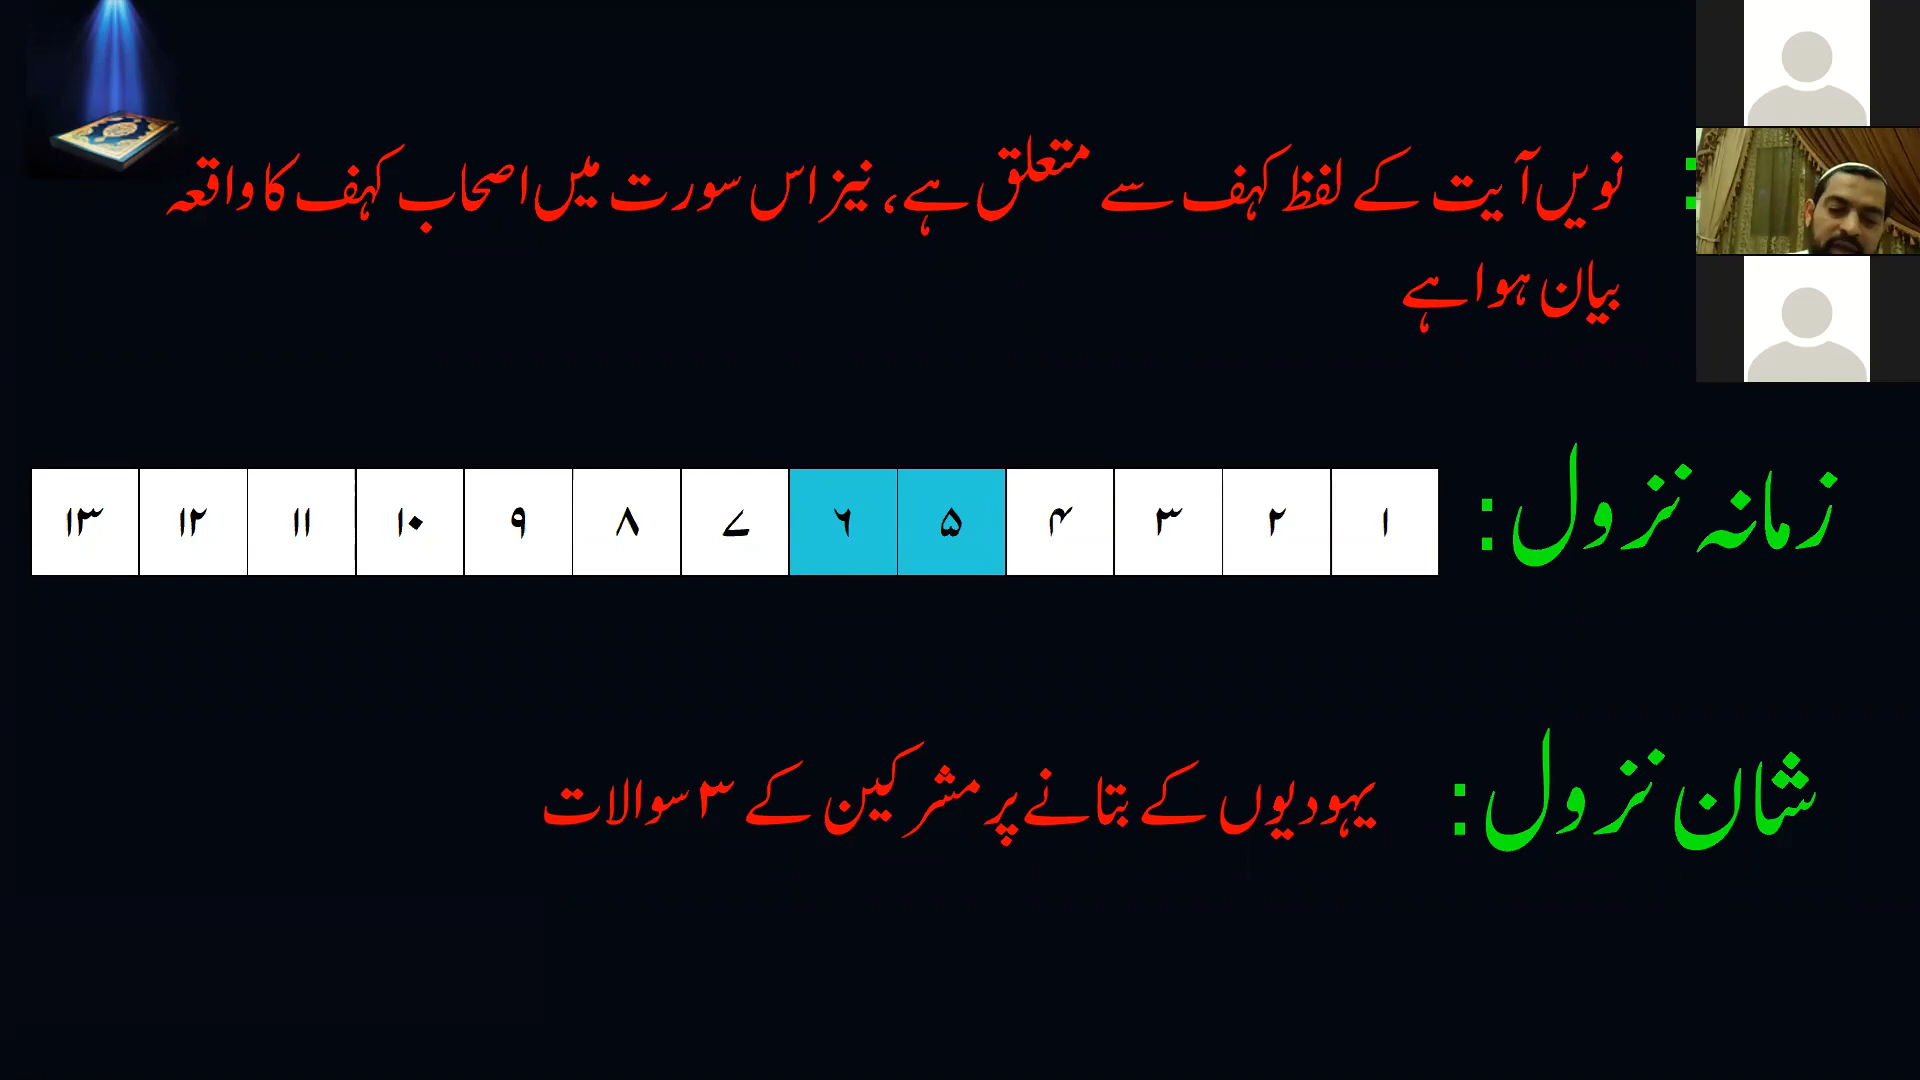 نویں آیت کے لفظ کہف سے متعلق ہے، نیز اس سورت میں اصحاب کہف کا واقعہ
بیان ہوا ہے
زمانہ نزول: ۱ ۲ ۳ ۴ ۵ ۶ ۷ ۸ ۹ ۱۰ ۱۱ ۱۲ ۱۳
شان نزول: یہودیوں کے بتانے پر مشرکین کے ۳ سوالات